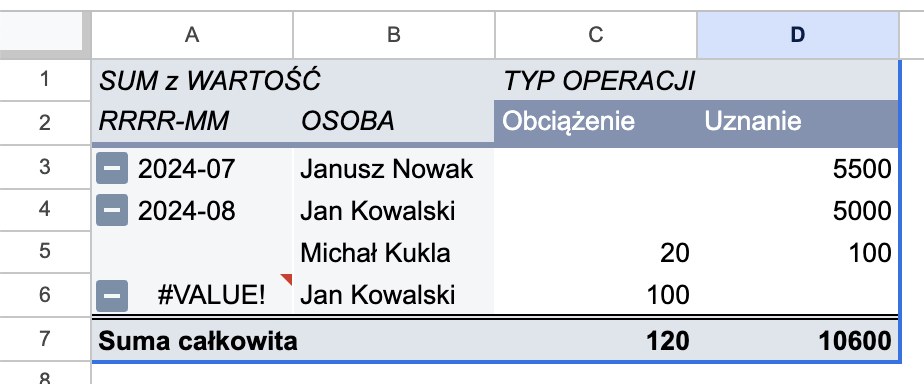 A B C D
1 SUM z WARTOŚĆ TYP OPERACJI
2 RRRR-MM OSOBA Obciążenie Uznanie
3 2024-07 Janusz Nowak 5500
4 2024-08 Jan Kowalski 5000
5 Michał Kukla 20 100
6 #VALUE! Jan Kowalski 100
7 Suma całkowita 120 10600
8